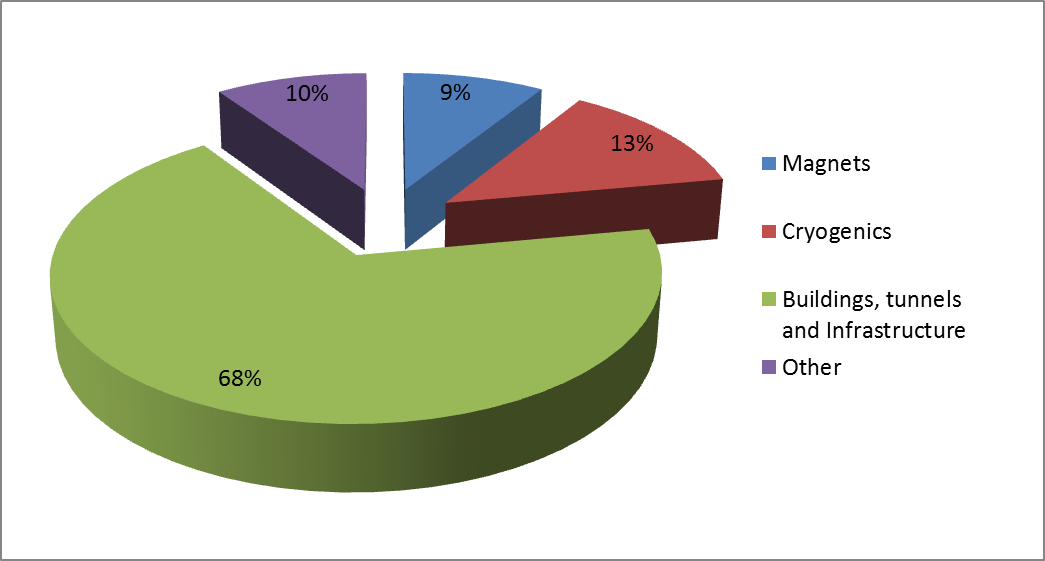 10%
9%
13%
68%
Magnets
Cryogenics
Buildings, tunnels
and Infrastructure
Other